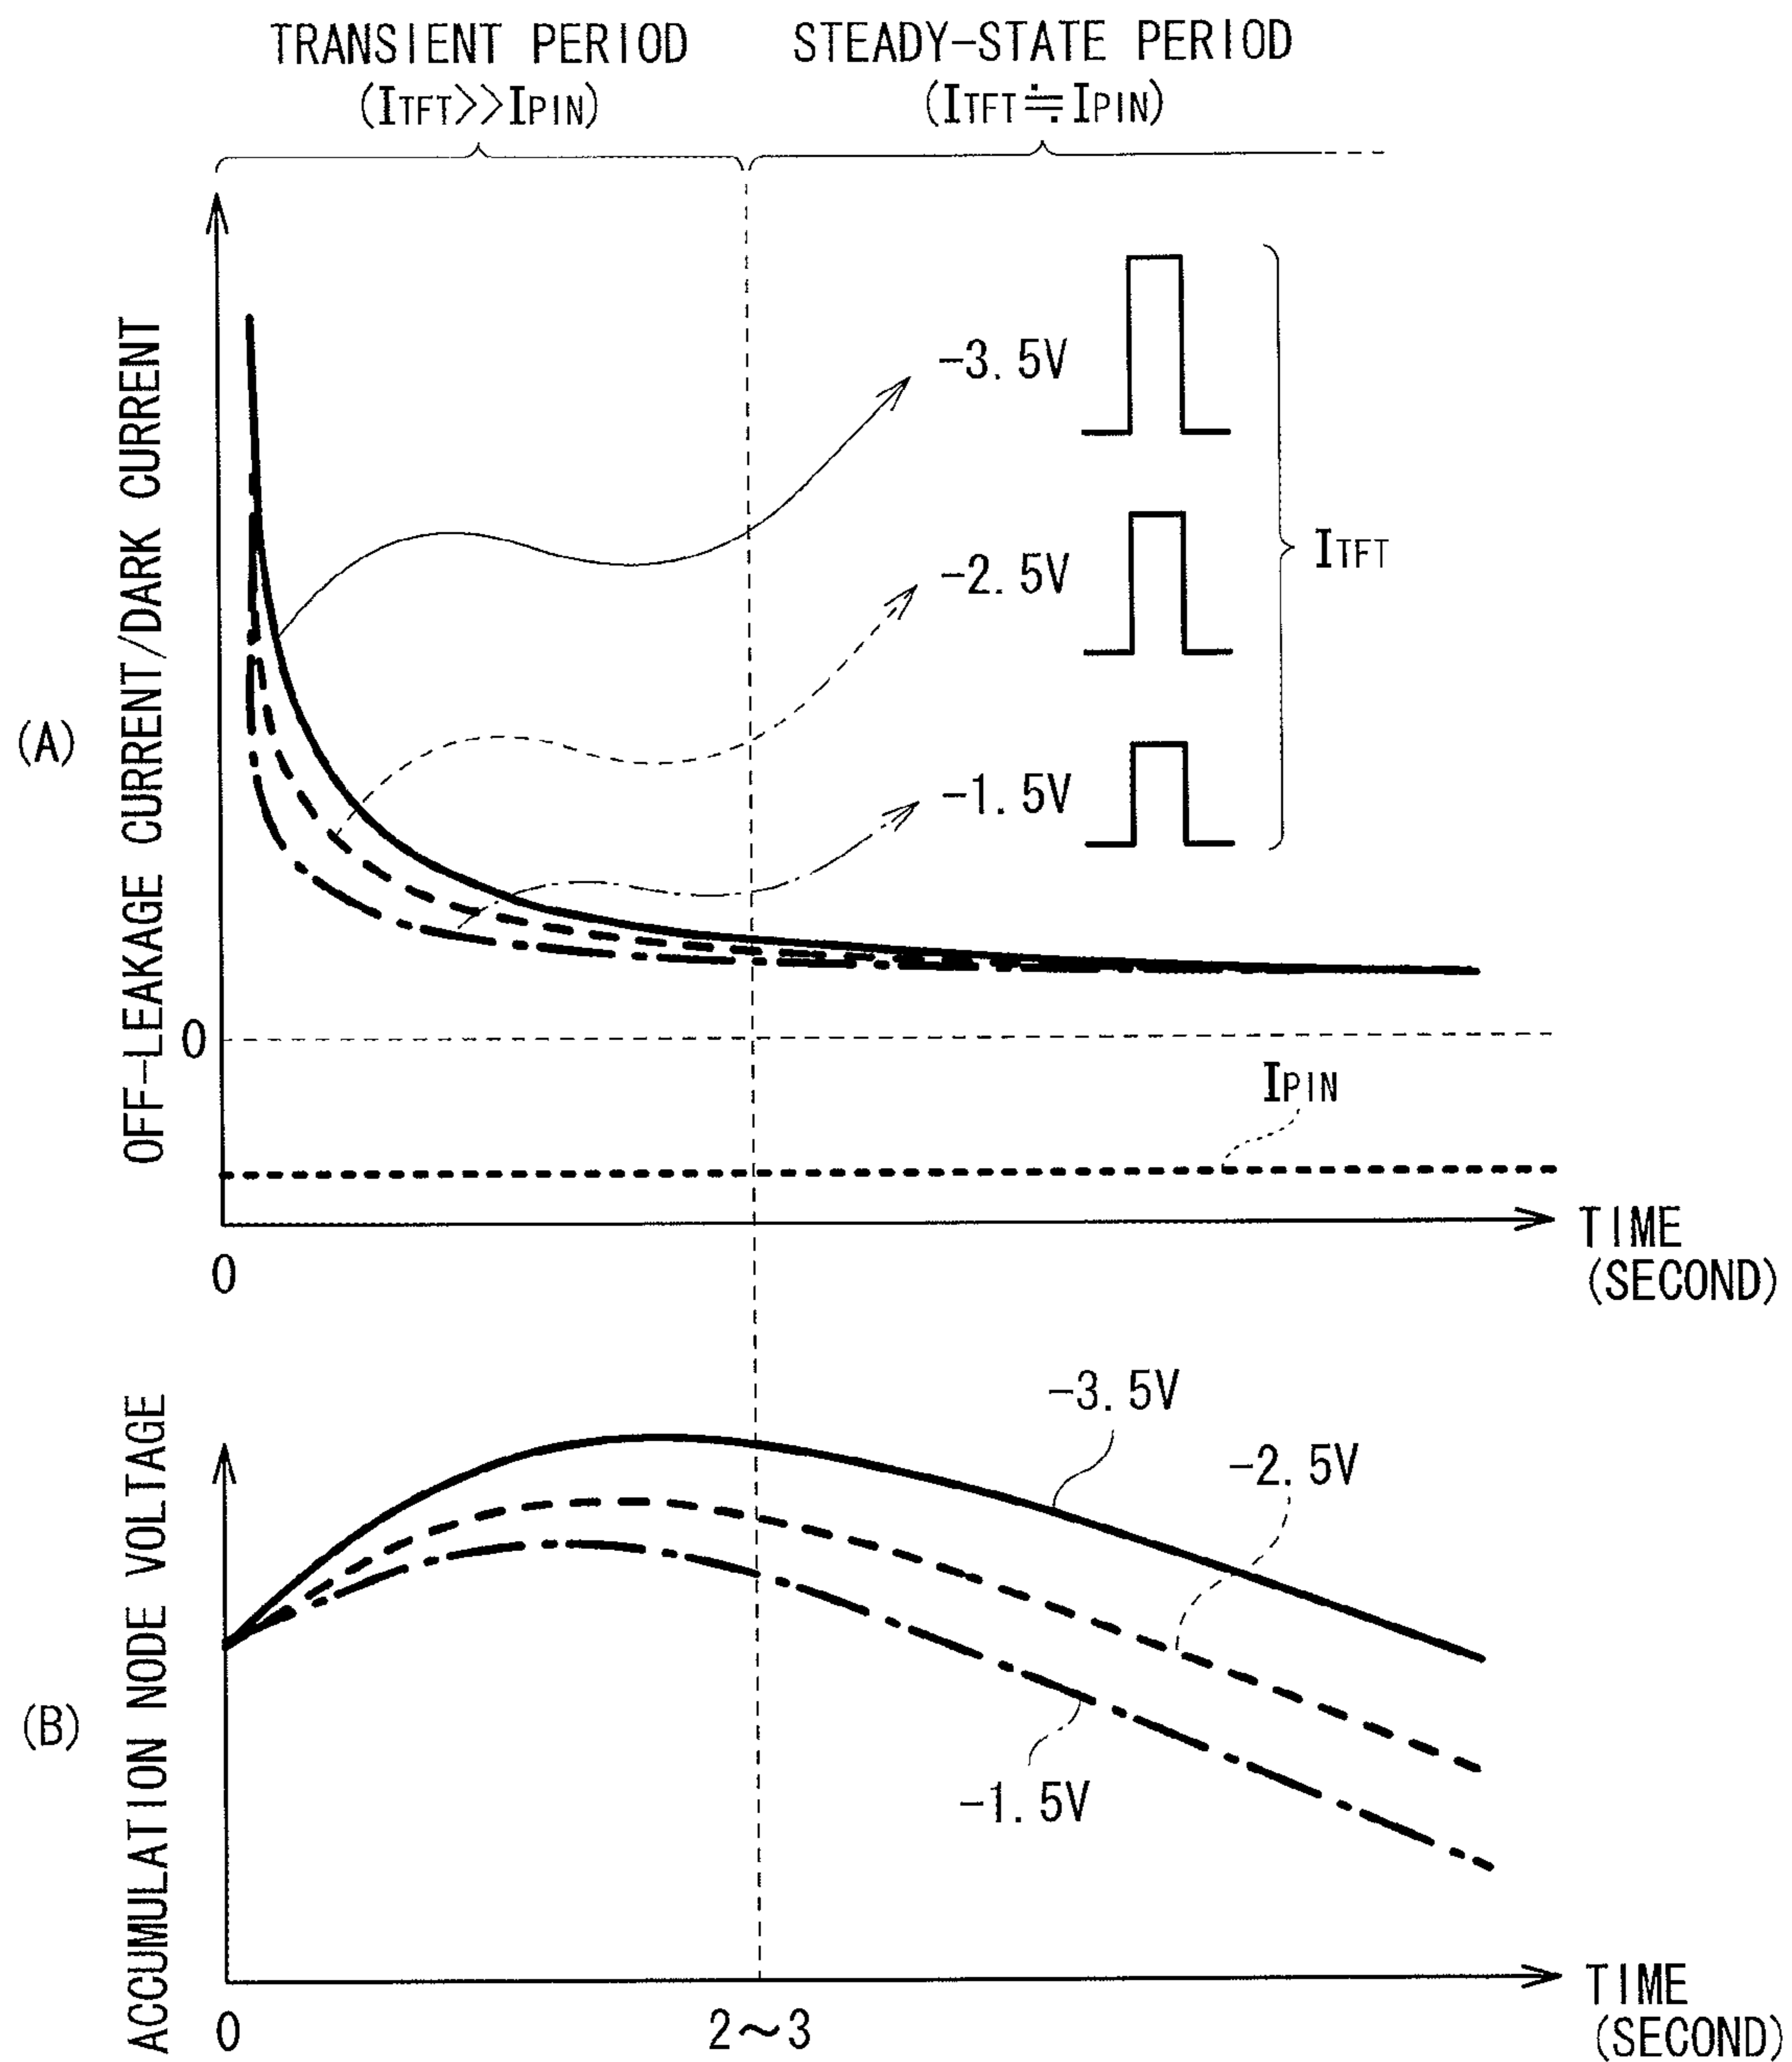 TRANSIENT PERIOD
(ITFT>>IPIN)
STEADY-STATE PERIOD
(ITFT≒IPIN)
(A)
OFF-LEAKAGE CURRENT/DARK CURRENT
-3.5V
-2.5V
-1.5V
ITFT
0
IPIN
0
TIME
(SECOND)
(B)
ACCUMULATION NODE VOLTAGE
-3.5V
-2.5V
-1.5V
0
2~3
TIME
(SECOND)